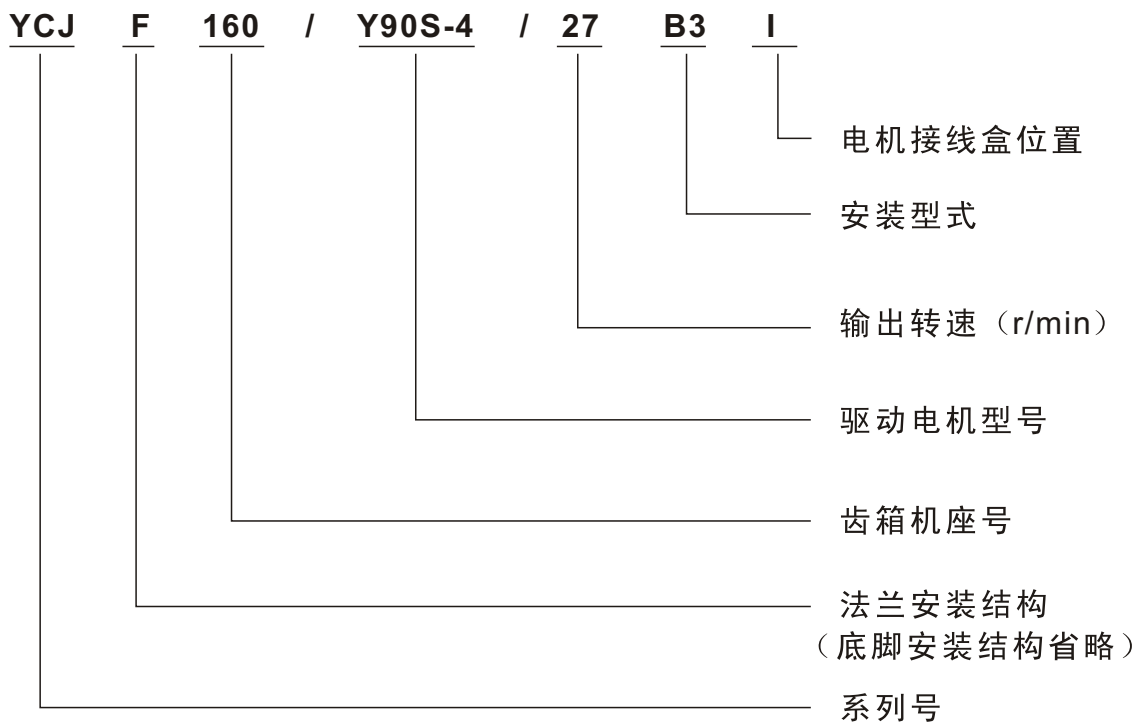 YCJ F 160 / Y90S-4 / 27 B3 I
电机接线盒位置
安装型式
输出转速（r/min）
驱动电机型号
齿箱机座号
法兰安装结构
（底脚安装结构省略）
系列号